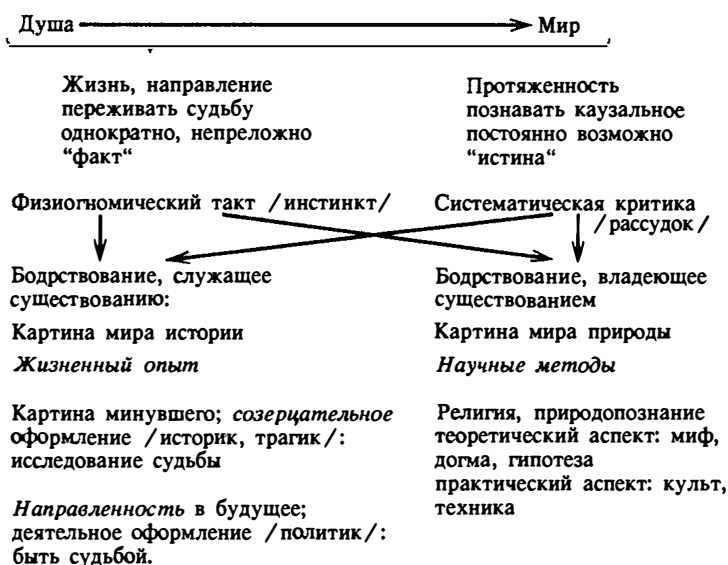 Душа Мир
Жизнь, направление
переживать судьбу
однократно, непреложно
“факт“
Протяженность
познавать каузальное
постоянно возможно
“истина“
Физиогномический такт /инстинкт/
Систематическая критика
/рассудок/
Бодрствование, служащее
существованию:
Картина мира истории
Жизненный опыт
Картина минувшего; созерцательное
оформление /историк, трагик/:
исследование судьбы
Направленность в будущее;
деятельное оформление /политик/:
быть судьбой.
Бодрствование, владеющее
существованием
Картина мира природы
Научные методы
Религия, природопознание
теоретический аспект: миф,
догма, гипотеза
практический аспект: культ,
техника